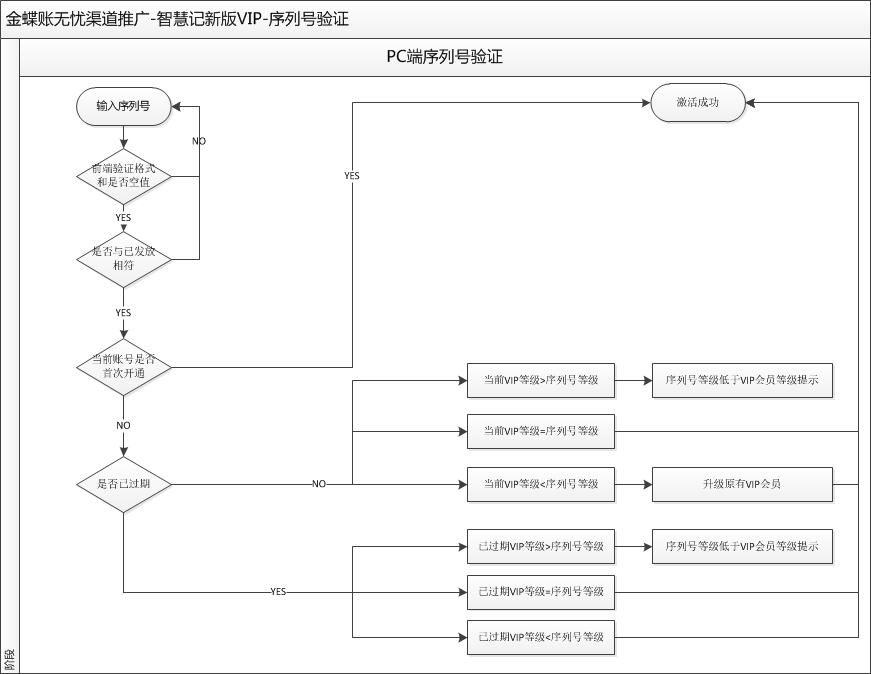 金蝶账无忧渠道推广-智慧记新版VIP-序列号验证
PC端序列号验证
输入序列号
激活成功
NO
前端验证格式
和是否空值
YES
YES
是否与已发放
相符
YES
当前账号是否
首次开通
当前VIP等级>序列号等级
序列号等级低于VIP会员等级提示
NO
当前VIP等级=序列号等级
是否已过期
NO
当前VIP等级<序列号等级
升级原有VIP会员
已过期VIP等级>序列号等级
序列号等级低于VIP会员等级提示
YES
已过期VIP等级=序列号等级
已过期VIP等级<序列号等级
阶段